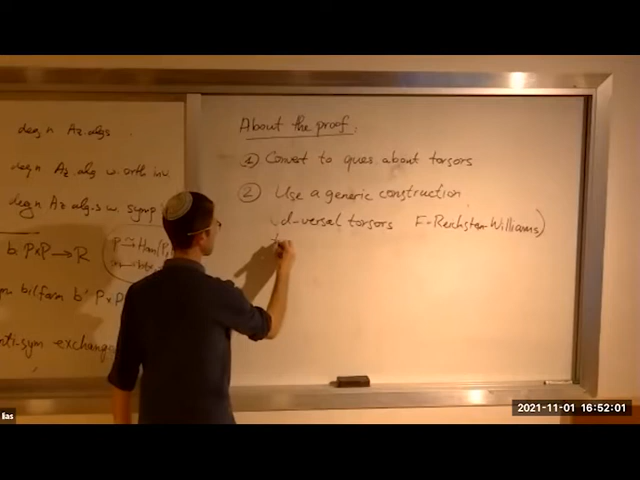 deg n Az. algs
deg n Az. alg w. orth inv.
deg n Az alg-s w. symp
b: P×P→R
bilform b' P×P
anti-sym exchange
About the proof:
① Convert to ques. about torsors
② Use a generic construction
d-versal torsors F-Reichstein-Williams)
lias
2021-11-01 16:52:01